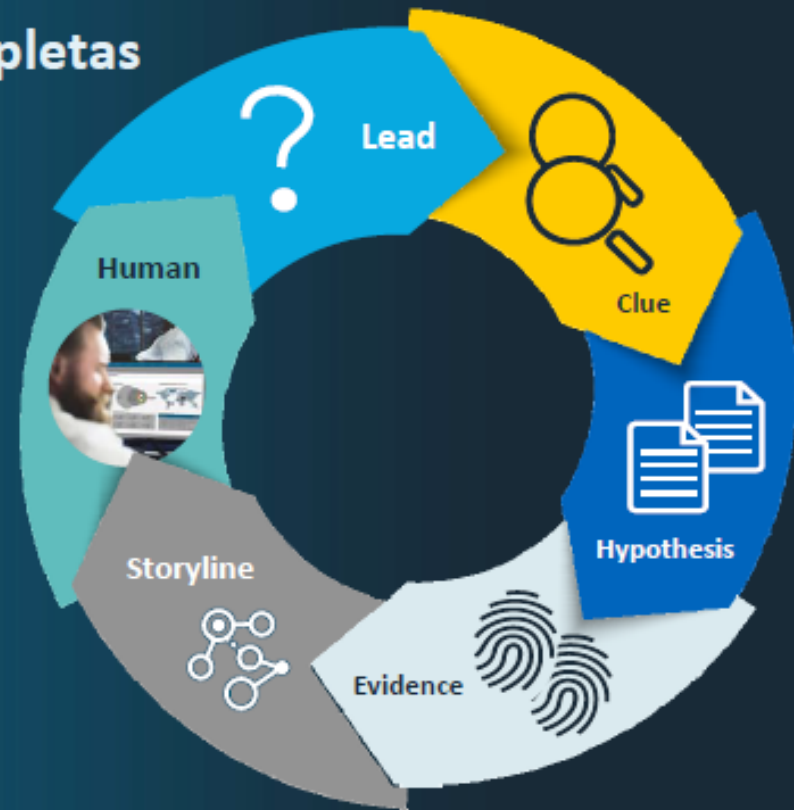 pletas
Lead
Clue
Human
Hypothesis
Storyline
Evidence